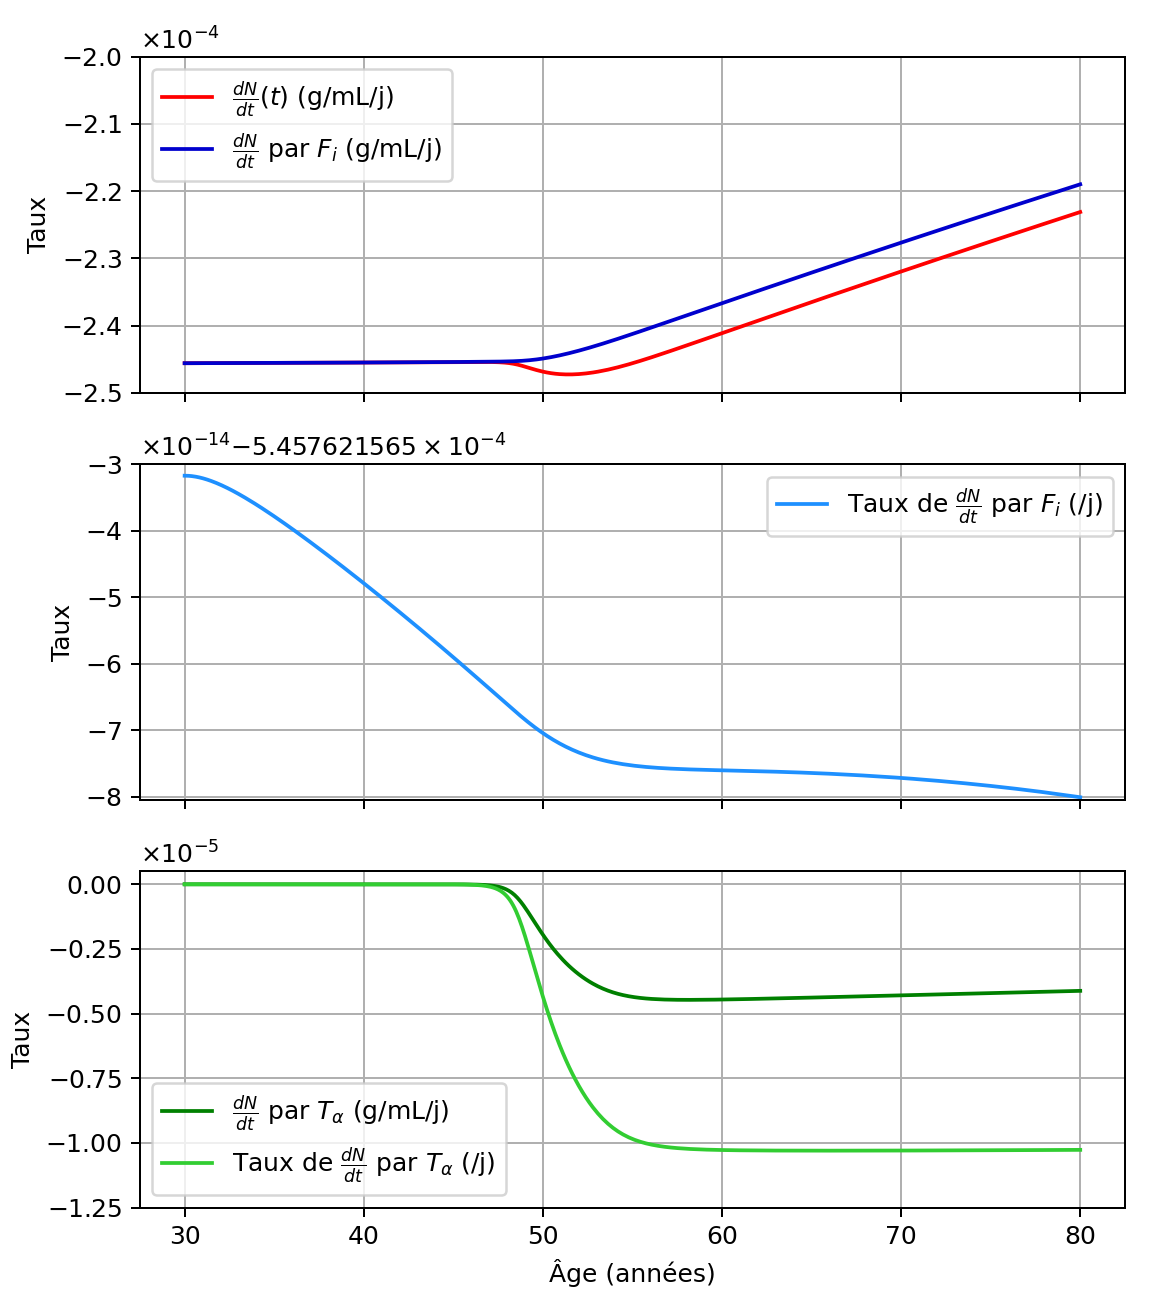 ×10⁻⁴
−2.0
−2.1
−2.2
−2.3
−2.4
−2.5
Taux
dN/dt(t) (g/mL/j)
dN/dt par Fᵢ (g/mL/j)
×10⁻¹⁴−5.457621565 × 10⁻⁴
−3
−4
−5
−6
−7
−8
Taux
Taux de dN/dt par Fᵢ (/j)
×10⁻⁵
0.00
−0.25
−0.50
−0.75
−1.00
−1.25
Taux
dN/dt par T_α (g/mL/j)
Taux de dN/dt par T_α (/j)
30 40 50 60 70 80
Âge (années)